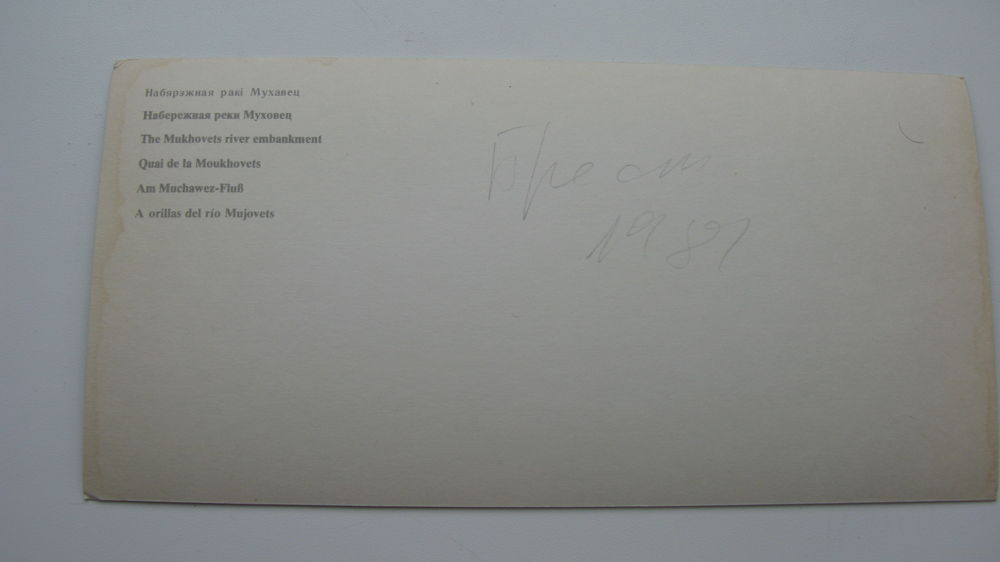 Набярэжная ракі Мухавец
Набережная реки Муховец
The Mukhovets river embankment
Quai de la Moukhovets
Am Muchawez-Fluß
A orillas del río Mujovets
Брест
1981